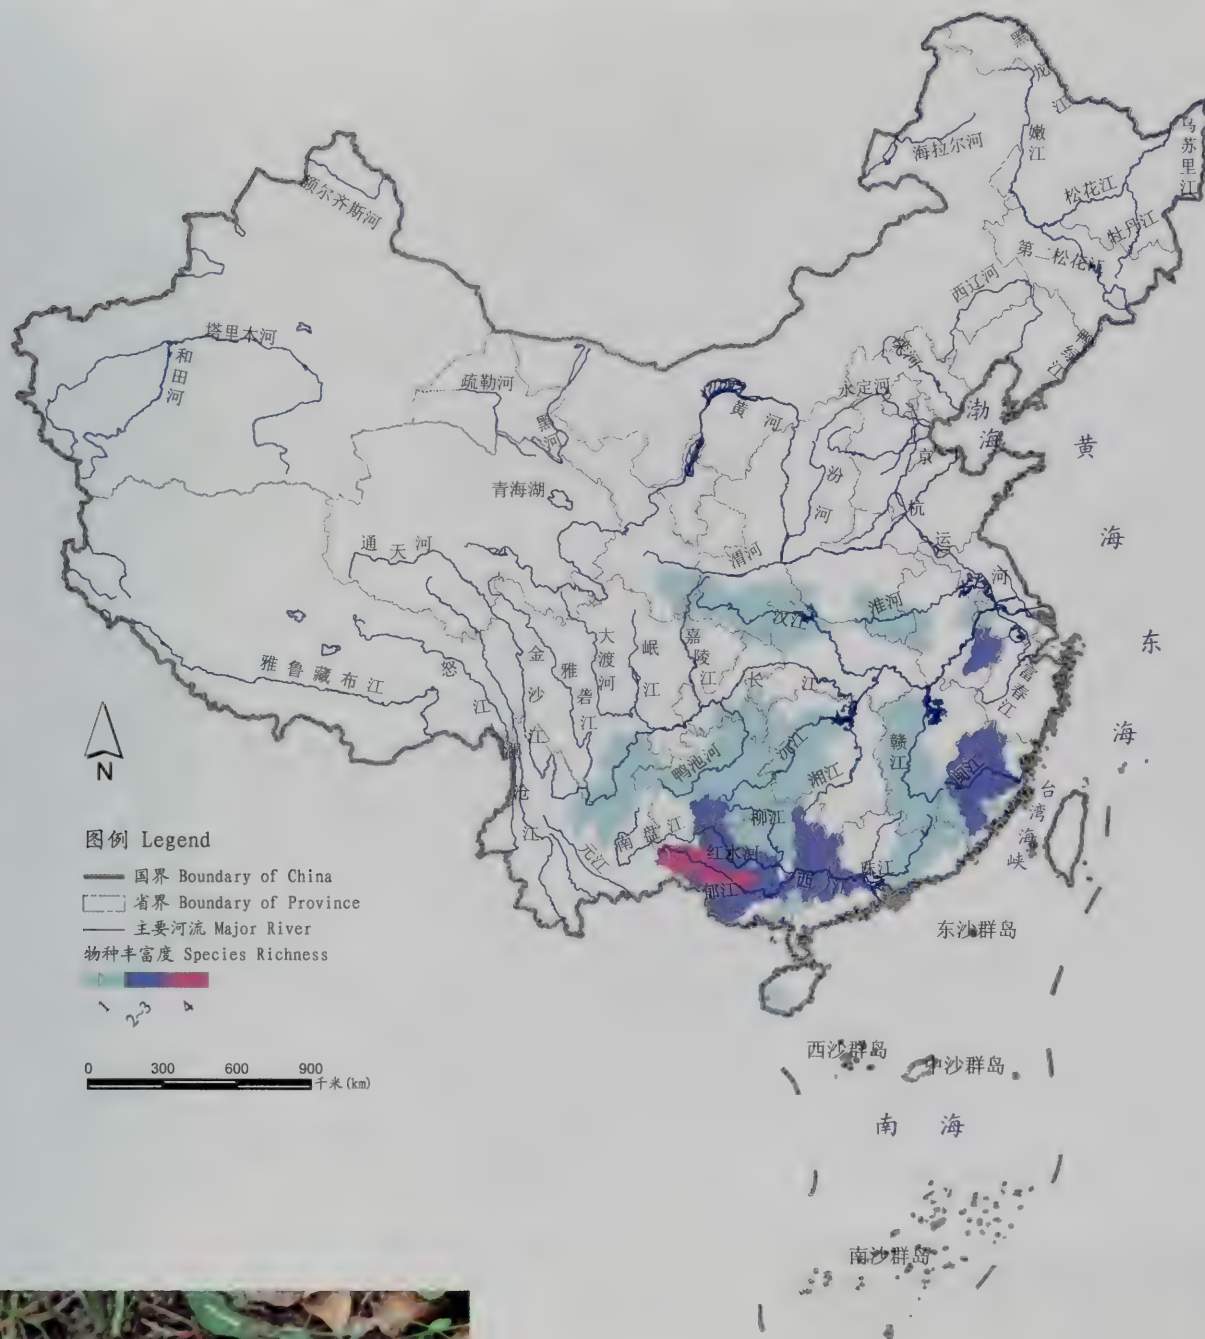 黑龙江
嫩江
海拉尔河
乌苏里江
松花江
牡丹江
额尔齐斯河
第二松花江
西辽河
塔里木河
和田河
滦河
鸭绿江
疏勒河
永定河
黑河
黄河
渤海
黄海
京杭运河
汾河
青海湖
通天河
渭河
淮河
汉江
大渡河
岷江
嘉陵江
金沙江
雅砻江
怒江
雅鲁藏布江
长江
富春江
东海
N
澜沧江
鸭池河
沅江
赣江
湘江
闽江
台湾海峡
柳江
南盘江
元江
红水河
珠江
西
郁江
图例 Legend
国界 Boundary of China
省界 Boundary of Province
主要河流 Major River
物种丰富度 Species Richness
1
2~3
4
0 300 600 900
千米(km)
东沙群岛
西沙群岛
中沙群岛
南海
南沙群岛